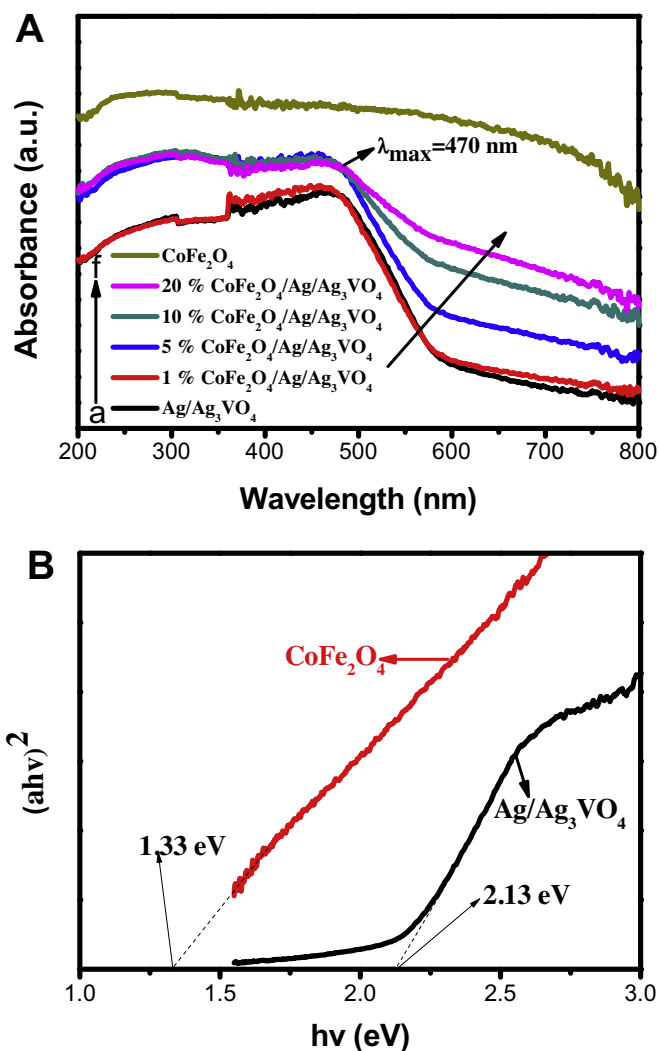 A
Absorbance (a.u.)
λmax=470 nm
f
a
CoFe₂O₄
20 % CoFe₂O₄/Ag/Ag₃VO₄
10 % CoFe₂O₄/Ag/Ag₃VO₄
5 % CoFe₂O₄/Ag/Ag₃VO₄
1 % CoFe₂O₄/Ag/Ag₃VO₄
Ag/Ag₃VO₄
200 300 400 500 600 700 800
Wavelength (nm)
B
(ahv)²
CoFe₂O₄
Ag/Ag₃VO₄
1.33 eV
2.13 eV
1.0 1.5 2.0 2.5 3.0
hv (eV)